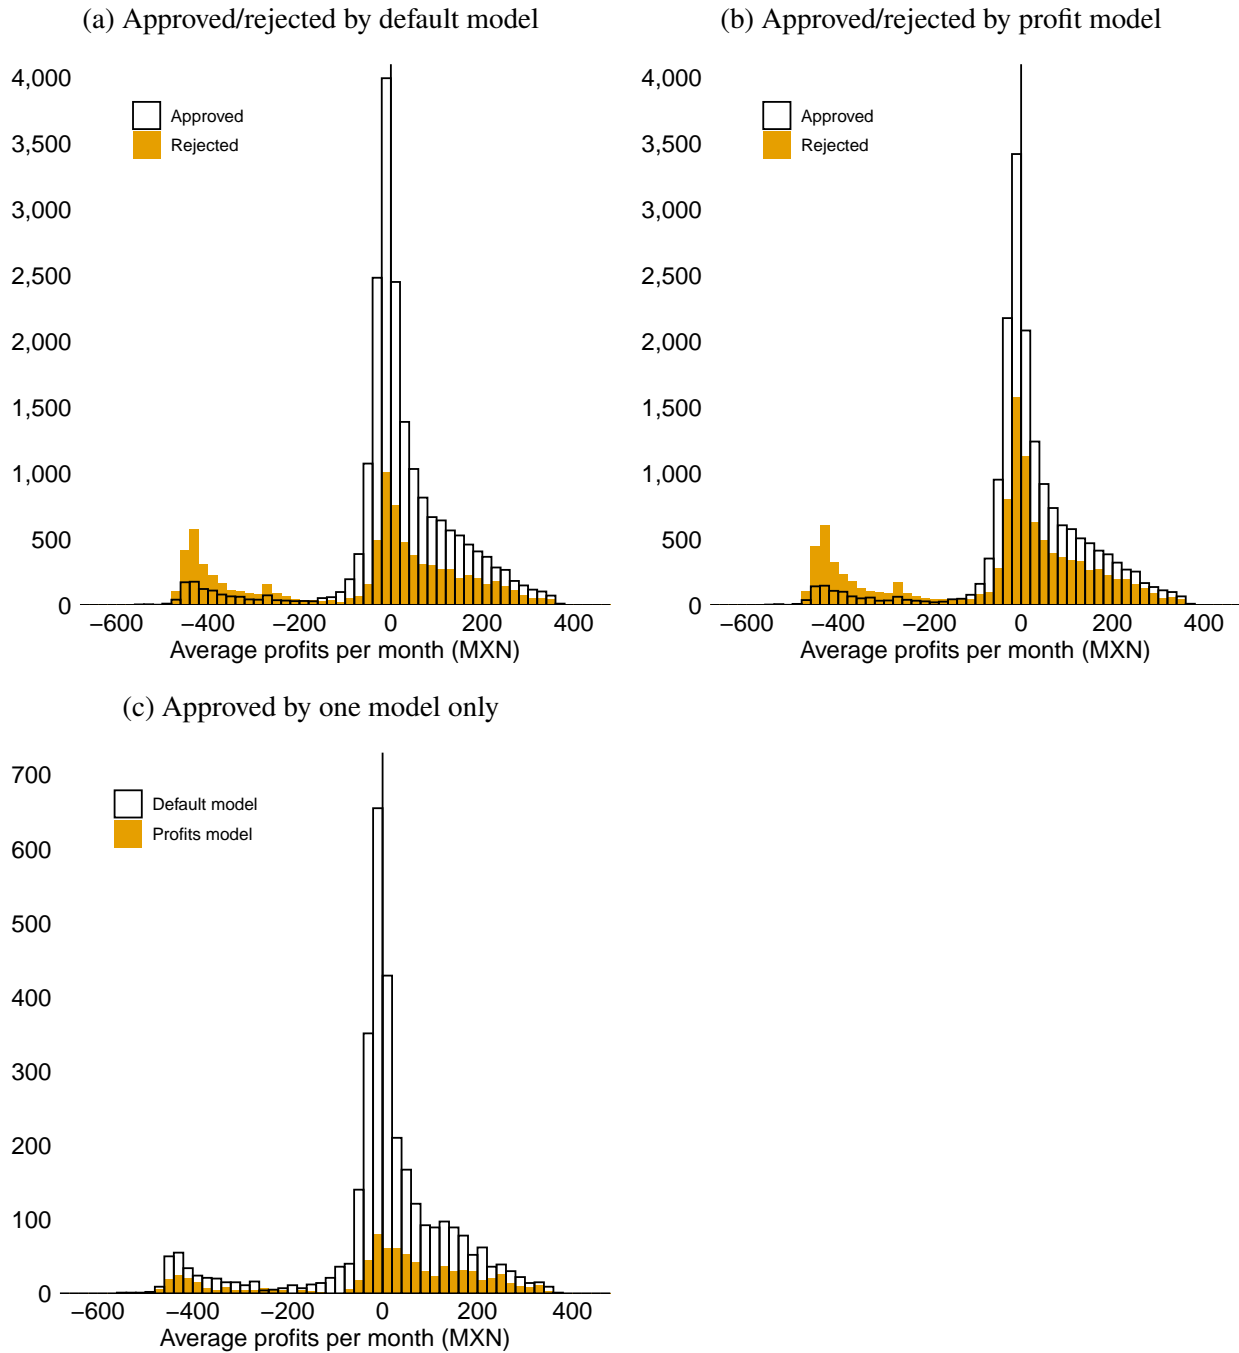 (a) Approved/rejected by default model
4,000
3,500
3,000
2,500
2,000
1,500
1,000
500
0
Approved
Rejected
−600 −400 −200 0 200 400
Average profits per month (MXN)
(b) Approved/rejected by profit model
4,000
3,500
3,000
2,500
2,000
1,500
1,000
500
0
Approved
Rejected
−600 −400 −200 0 200 400
Average profits per month (MXN)
(c) Approved by one model only
700
600
500
400
300
200
100
0
Default model
Profits model
−600 −400 −200 0 200 400
Average profits per month (MXN)